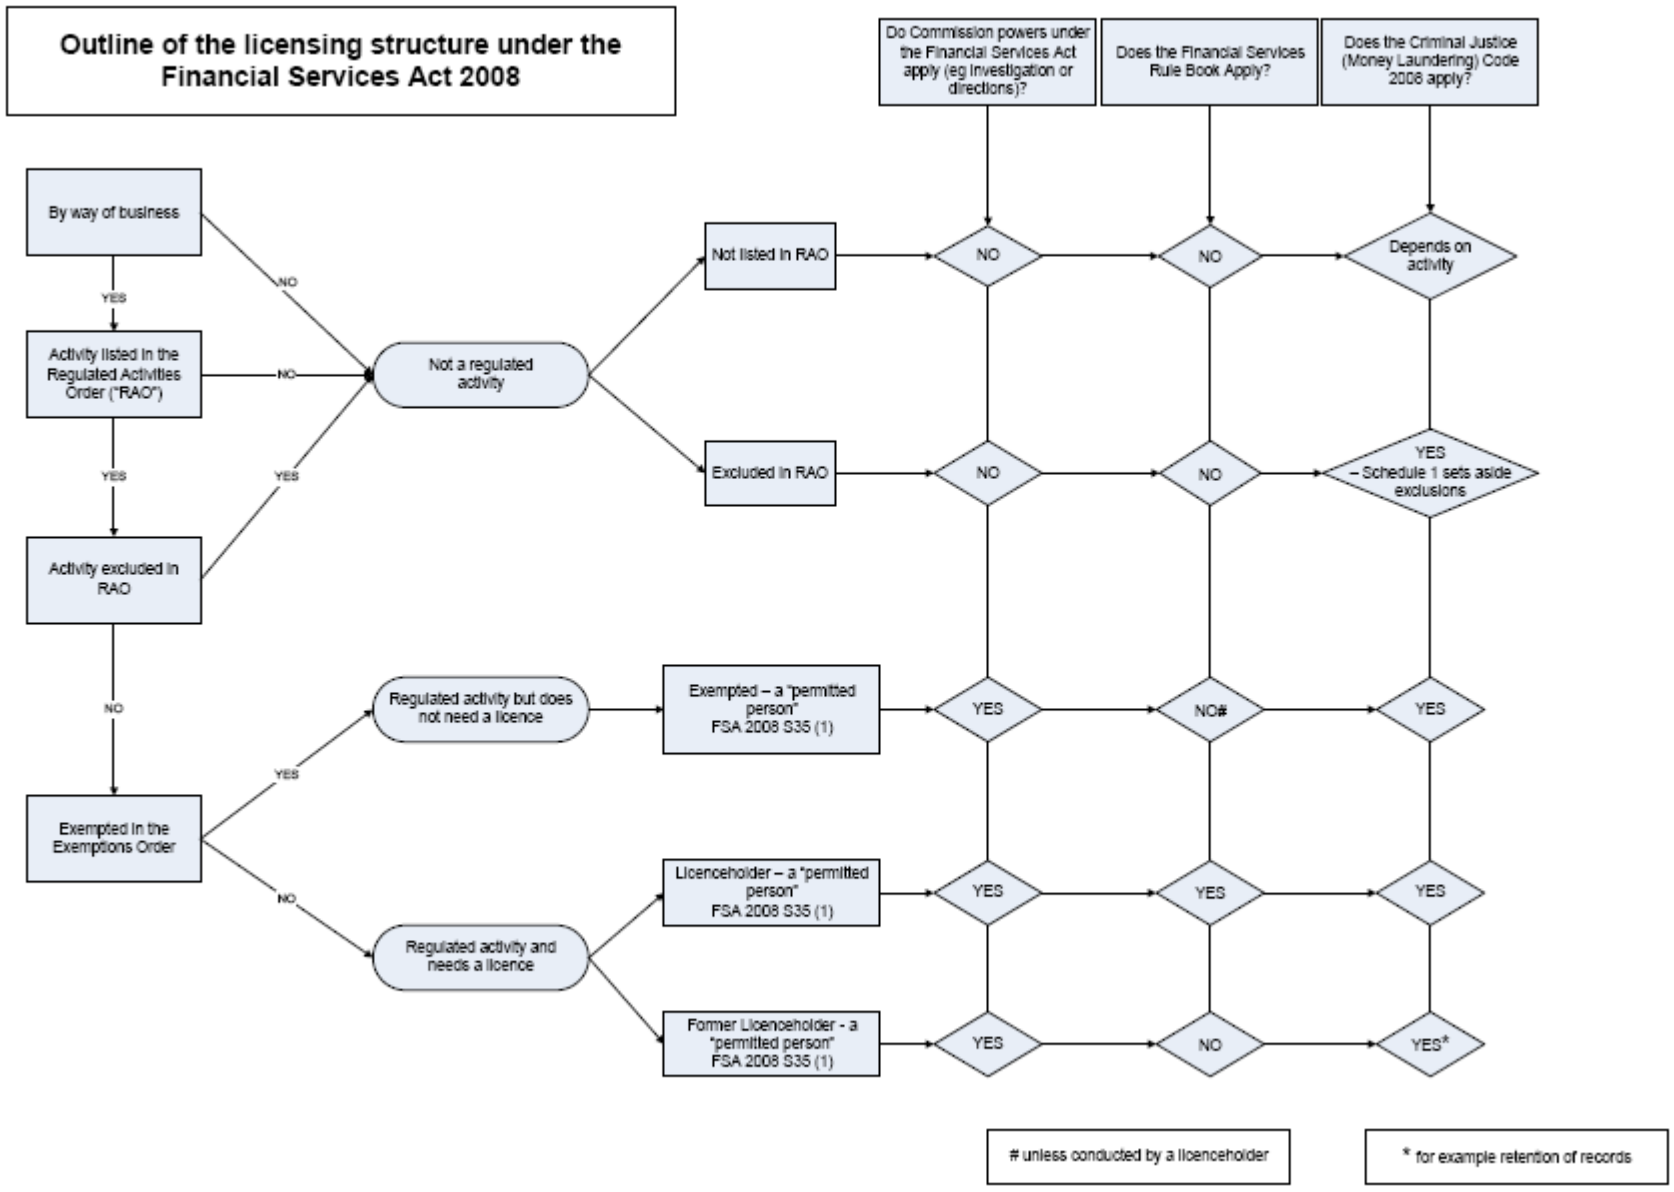 Outline of the licensing structure under the
Financial Services Act 2008
Do Commission powers under
the Financial Services Act
apply (eg investigation or
directions)?
Does the Financial Services
Rule Book Apply?
Does the Criminal Justice
(Money Laundering) Code
2008 apply?
By way of business
NO
YES
Not listed in RAO
NO
NO
Depends on
activity
Activity listed in the
Regulated Activities
Order ("RAO")
NO
Not a regulated
activity
YES
YES
Excluded in RAO
NO
NO
YES
– Schedule 1 sets aside
exclusions
Activity excluded in
RAO
NO
Regulated activity but does
not need a licence
Exempted – a "permitted
person"
FSA 2008 S35 (1)
YES
NO#
YES
YES
Exempted in the
Exemptions Order
NO
Licenceholder – a "permitted
person"
FSA 2008 S35 (1)
YES
YES
YES
Regulated activity and
needs a licence
Former Licenceholder - a
"permitted person"
FSA 2008 S35 (1)
YES
NO
YES*
# unless conducted by a licenceholder
* for example retention of records